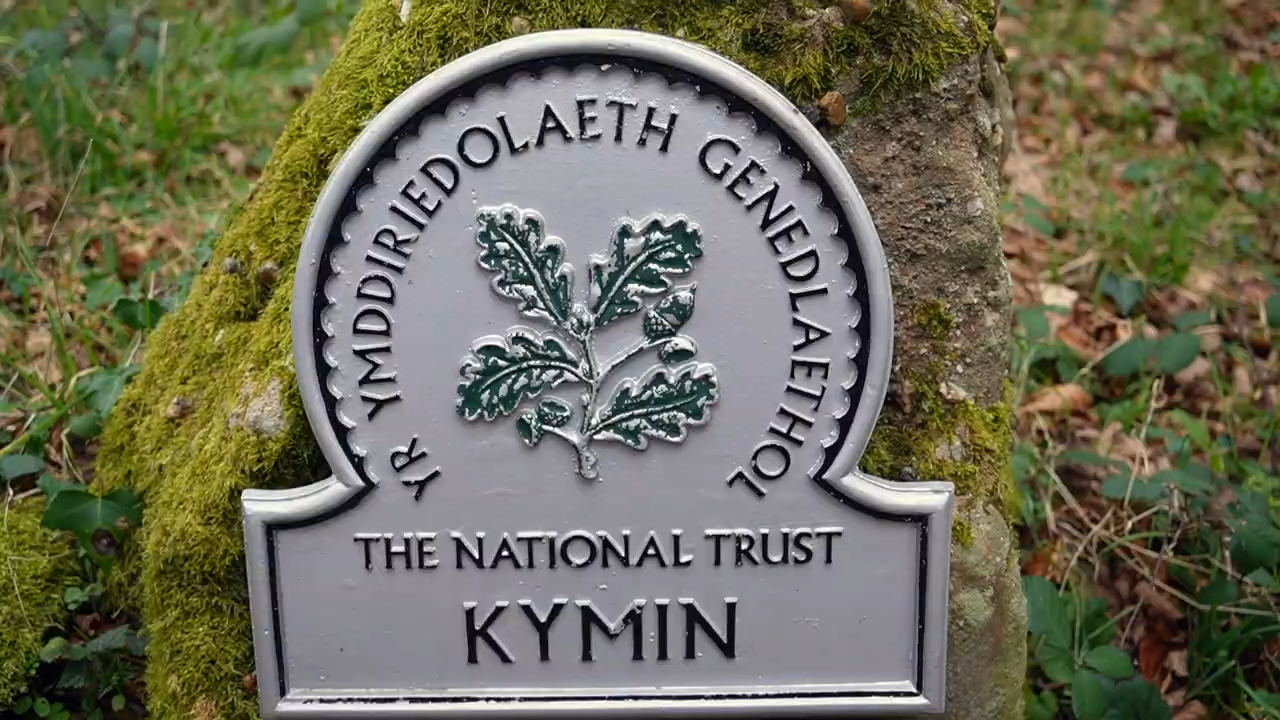 YR YMDDIRIEDOLAETH GENEDLAETHOL
THE NATIONAL TRUST
KYMIN